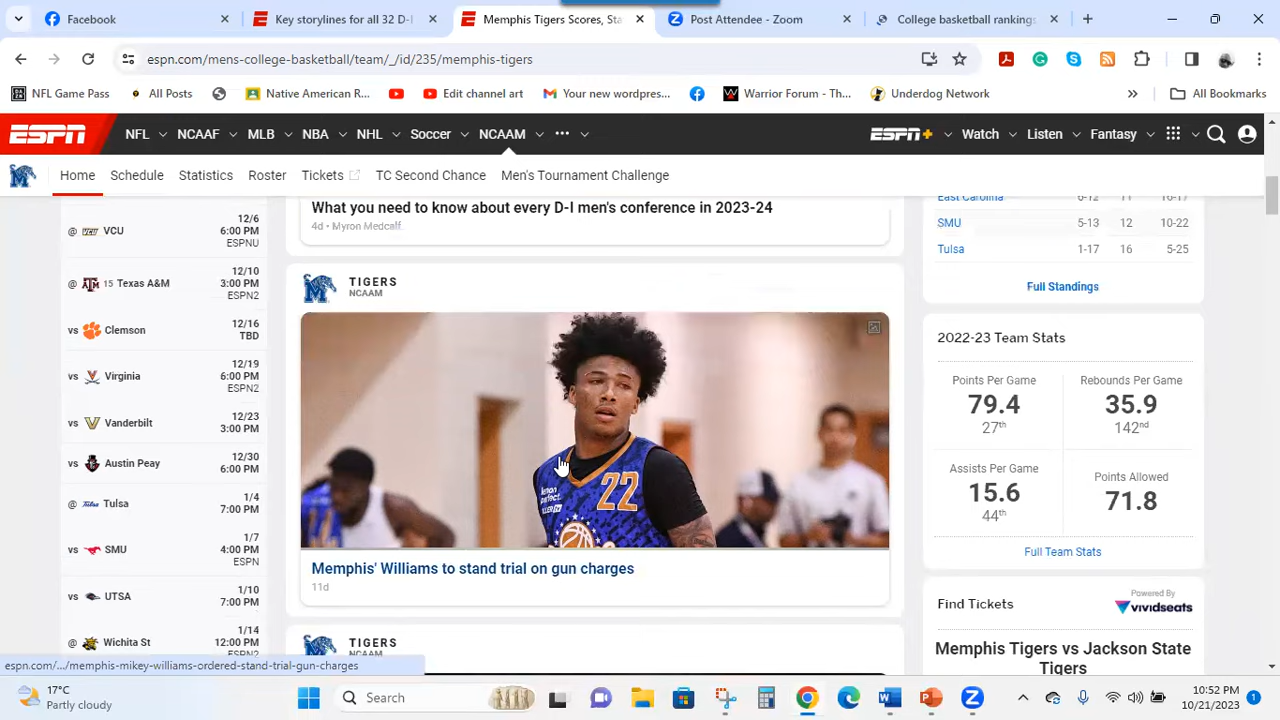 Facebook
Key storylines for all 32 D-I
Memphis Tigers Scores, Sta
Post Attendee - Zoom
College basketball rankings
espn.com/mens-college-basketball/team/_/id/235/memphis-tigers
NFL Game Pass
All Posts
Native American R...
Edit channel art
Your new wordpres...
Warrior Forum - Th...
Underdog Network
All Bookmarks
ESPN
NFL
NCAAF
MLB
NBA
NHL
Soccer
NCAAM
ESPN+
Watch
Listen
Fantasy
Home
Schedule
Statistics
Roster
Tickets
TC Second Chance
Men's Tournament Challenge
@ VCU
12/6
6:00 PM
ESPNU
@ 15 Texas A&M
12/10
3:00 PM
ESPN2
vs Clemson
12/16
TBD
vs Virginia
12/19
6:00 PM
ESPN2
vs Vanderbilt
12/23
3:00 PM
vs Austin Peay
12/30
6:00 PM
@ Tulsa
1/4
7:00 PM
vs SMU
1/7
4:00 PM
ESPN
vs UTSA
1/10
7:00 PM
@ Wichita St
1/14
12:00 PM
ESPN2
What you need to know about every D-I men's conference in 2023-24
4d • Myron Medcalf
TIGERS
NCAAM
22
Memphis' Williams to stand trial on gun charges
11d
TIGERS
NCAAM
East Carolina 6-12 11 16-17
SMU 5-13 12 10-22
Tulsa 1-17 16 5-25
Full Standings
2022-23 Team Stats
Points Per Game
79.4
27th
Rebounds Per Game
35.9
142nd
Assists Per Game
15.6
44th
Points Allowed
71.8
Full Team Stats
Find Tickets
Powered By
vividseats
Memphis Tigers vs Jackson State
Tigers
espn.com/.../memphis-mikey-williams-ordered-stand-trial-gun-charges
17°C
Partly cloudy
Search
10:52 PM
10/21/2023
1